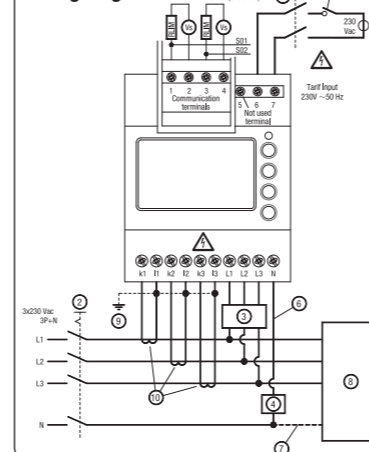 RLIM Vs RLIM Vs
S01
S02
230
Vac
1 2 3 4
Communication
terminals
5 6 7
Not used
terminal
Tarif Input
230V ~50 Hz
k1 l1 k2 l2 k3 l3 L1 L2 L3 N
3x230 Vac
3P+N
2
9
3
6
L1
L2
L3
10
8
4
N
7